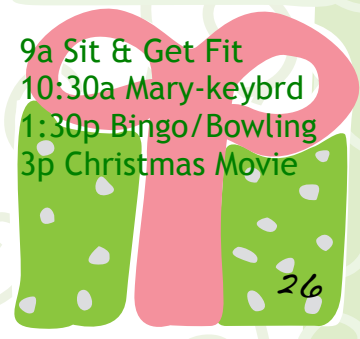 9a Sit & Get Fit
10:30a Mary-keybrd
1:30p Bingo/Bowling
3p Christmas Movie
26